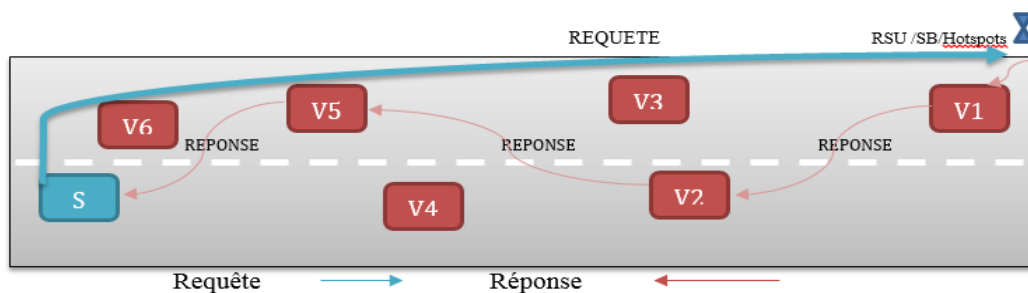 REQUETE
RSU /SB/Hotspots
V6
V5
V3
V1
REPONSE
REPONSE
REPONSE
S
V4
V2
Requête
Réponse